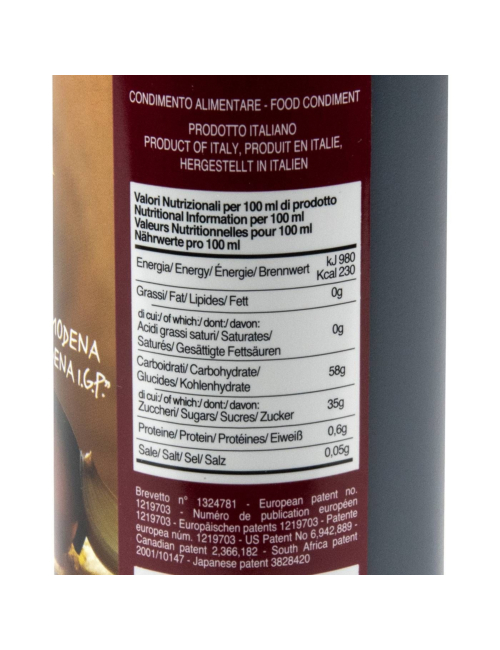 CONDIMENTO ALIMENTARE - FOOD CONDIMENT
PRODOTTO ITALIANO
PRODUCT OF ITALY, PRODUIT EN ITALIE,
HERGESTELLT IN ITALIEN
Valori Nutrizionali per 100 ml di prodotto
Nutritional Information per 100 ml
Valeurs Nutritionnelles pour 100 ml
Nährwerte pro 100 ml
Energia/ Energy/ Énergie/ Brennwert kJ 980
Kcal 230
Grassi/ Fat/ Lipides/ Fett 0g
di cui:/ of which:/ dont:/ davon:
Acidi grassi saturi/ Saturates/ 0g
Saturés/ Gesättigte Fettsäuren
Carboidrati/ Carbohydrate/ 58g
Glucides/ Kohlenhydrate
di cui:/ of which:/ dont:/ davon:
Zuccheri/ Sugars/ Sucres/ Zucker 35g
Proteine/ Protein/ Protéines/ Eiweiß 0,6g
Sale/ Salt/ Sel/ Salz 0,05g
MODENA
ENA I.G.P."
Brevetto n° 1324781 - European patent no.
1219703 - Numéro de publication européen
1219703 - Europäischen patents 1219703 - Patente
europea núm. 1219703 - US Patent No 6,942,889 -
Canadian patent 2,366,182 - South Africa patent
2001/10147 - Japanese patent 3828420